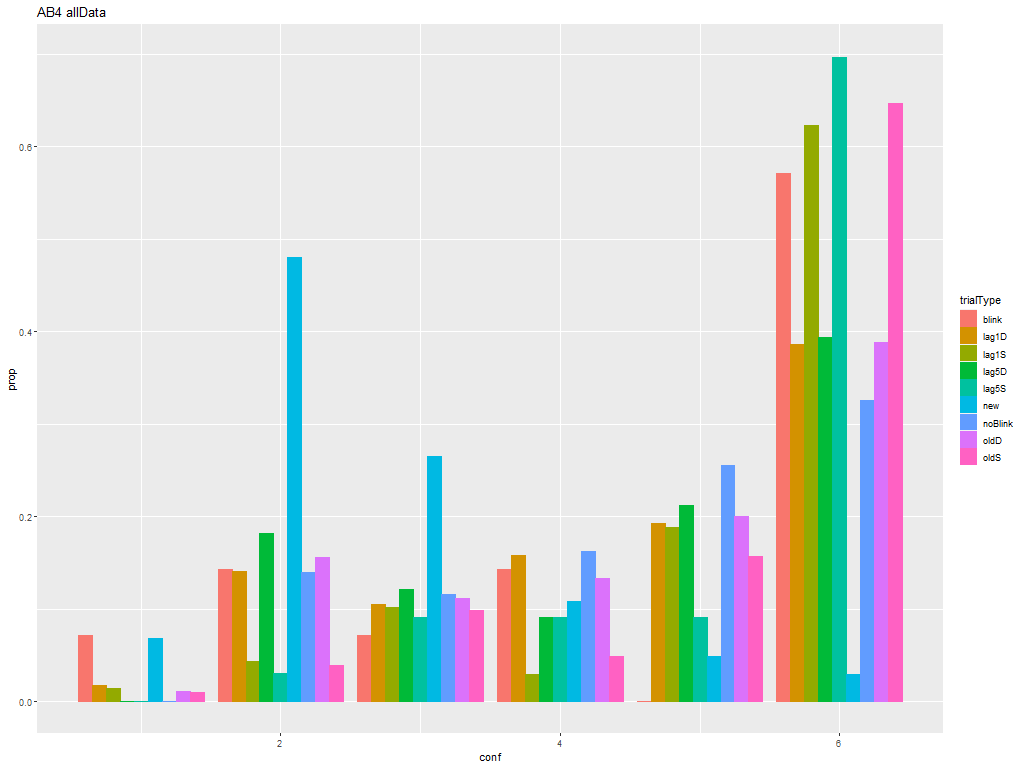 AB4 allData
prop
0.6
0.4
0.2
0.0
2
4
6
conf
trialType
blink
lag1D
lag1S
lag5D
lag5S
new
noBlink
oldD
oldS